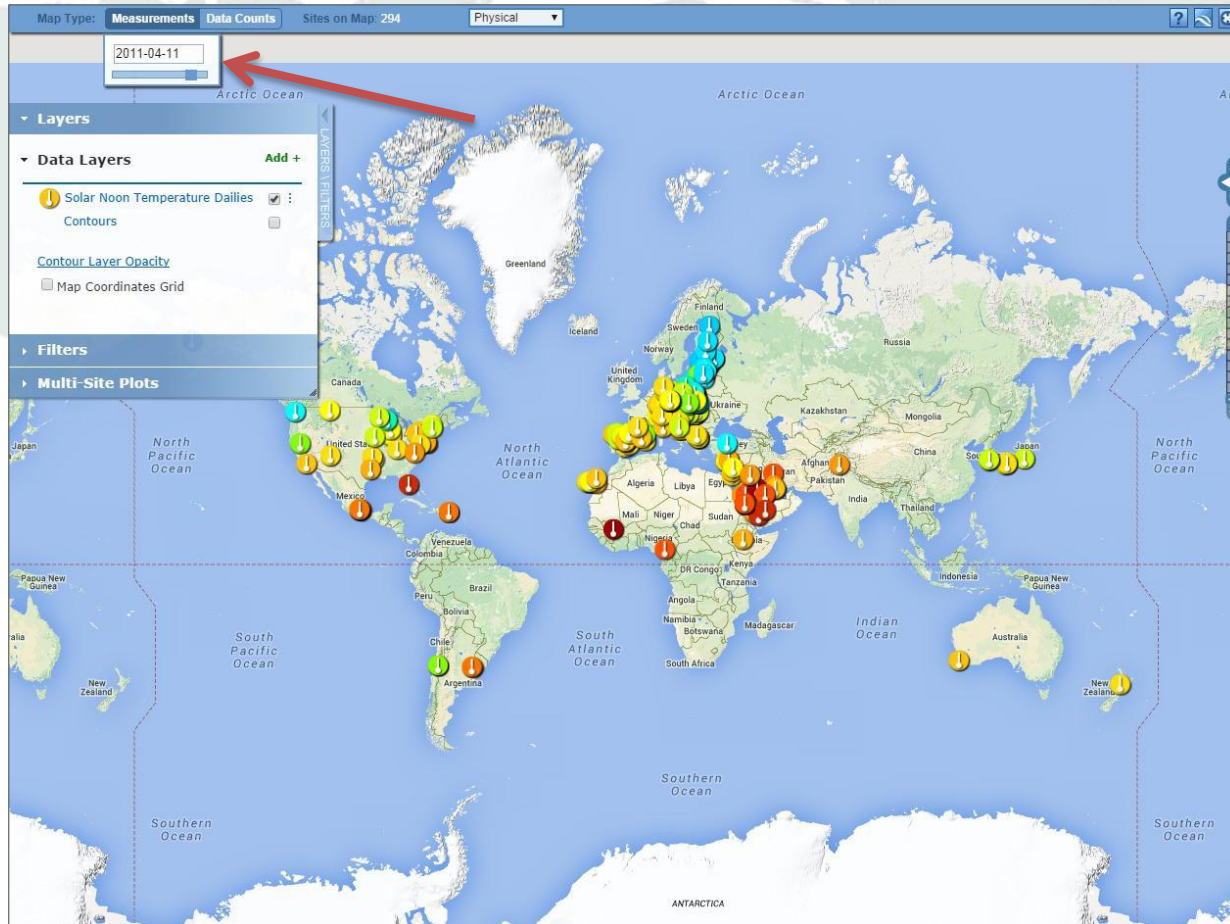 Map Type: Measurements Data Counts Sites on Map: 294 Physical ?
2011-04-11
Arctic Ocean Arctic Ocean
Layers
LAYERS \ FILTERS
Data Layers Add +
Solar Noon Temperature Dailies
Contours
Contour Layer Opacity
Map Coordinates Grid
Filters
Multi-Site Plots
Greenland
Iceland
Finland
Sweden
Norway
Russia
United
Kingdom
Canada
Ukraine
Kazakhstan
Mongolia
Japan
North
Pacific
Ocean
North
Atlantic
Ocean
China
Japan
North
Pacific
Ocean
Mexico
Algeria
Libya
Pakistan
India
Thailand
Mali
Niger
Chad
Sudan
Nigeria
Venezuela
Colombia
DR Congo
Kenya
Tanzania
Indonesia
Papua New
Guinea
Papua New
Guinea
Peru
Brazil
Bolivia
Angola
Namibia
Botswana
Madagascar
Indian
Ocean
South
Pacific
Ocean
Chile
South
Atlantic
Ocean
South Africa
Australia
Argentina
New
Zealand
New
Zealand
Southern
Ocean
Southern
Ocean
Southern
Ocean
ANTARCTICA